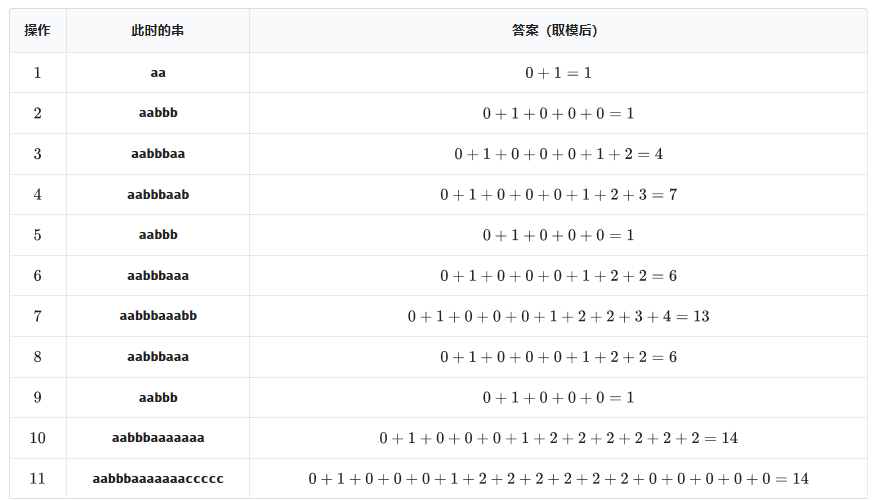 操作 此时的串 答案（取模后）
1 aa 0 + 1 = 1
2 aabbb 0 + 1 + 0 + 0 + 0 = 1
3 aabbbaa 0 + 1 + 0 + 0 + 0 + 1 + 2 = 4
4 aabbbaab 0 + 1 + 0 + 0 + 0 + 1 + 2 + 3 = 7
5 aabbb 0 + 1 + 0 + 0 + 0 = 1
6 aabbbaaa 0 + 1 + 0 + 0 + 0 + 1 + 2 + 2 = 6
7 aabbbaaabb 0 + 1 + 0 + 0 + 0 + 1 + 2 + 2 + 3 + 4 = 13
8 aabbbaaa 0 + 1 + 0 + 0 + 0 + 1 + 2 + 2 = 6
9 aabbb 0 + 1 + 0 + 0 + 0 = 1
10 aabbbaaaaaaa 0 + 1 + 0 + 0 + 0 + 1 + 2 + 2 + 2 + 2 + 2 + 2 = 14
11 aabbbaaaaaaaccccc 0 + 1 + 0 + 0 + 0 + 1 + 2 + 2 + 2 + 2 + 2 + 2 + 0 + 0 + 0 + 0 + 0 = 14